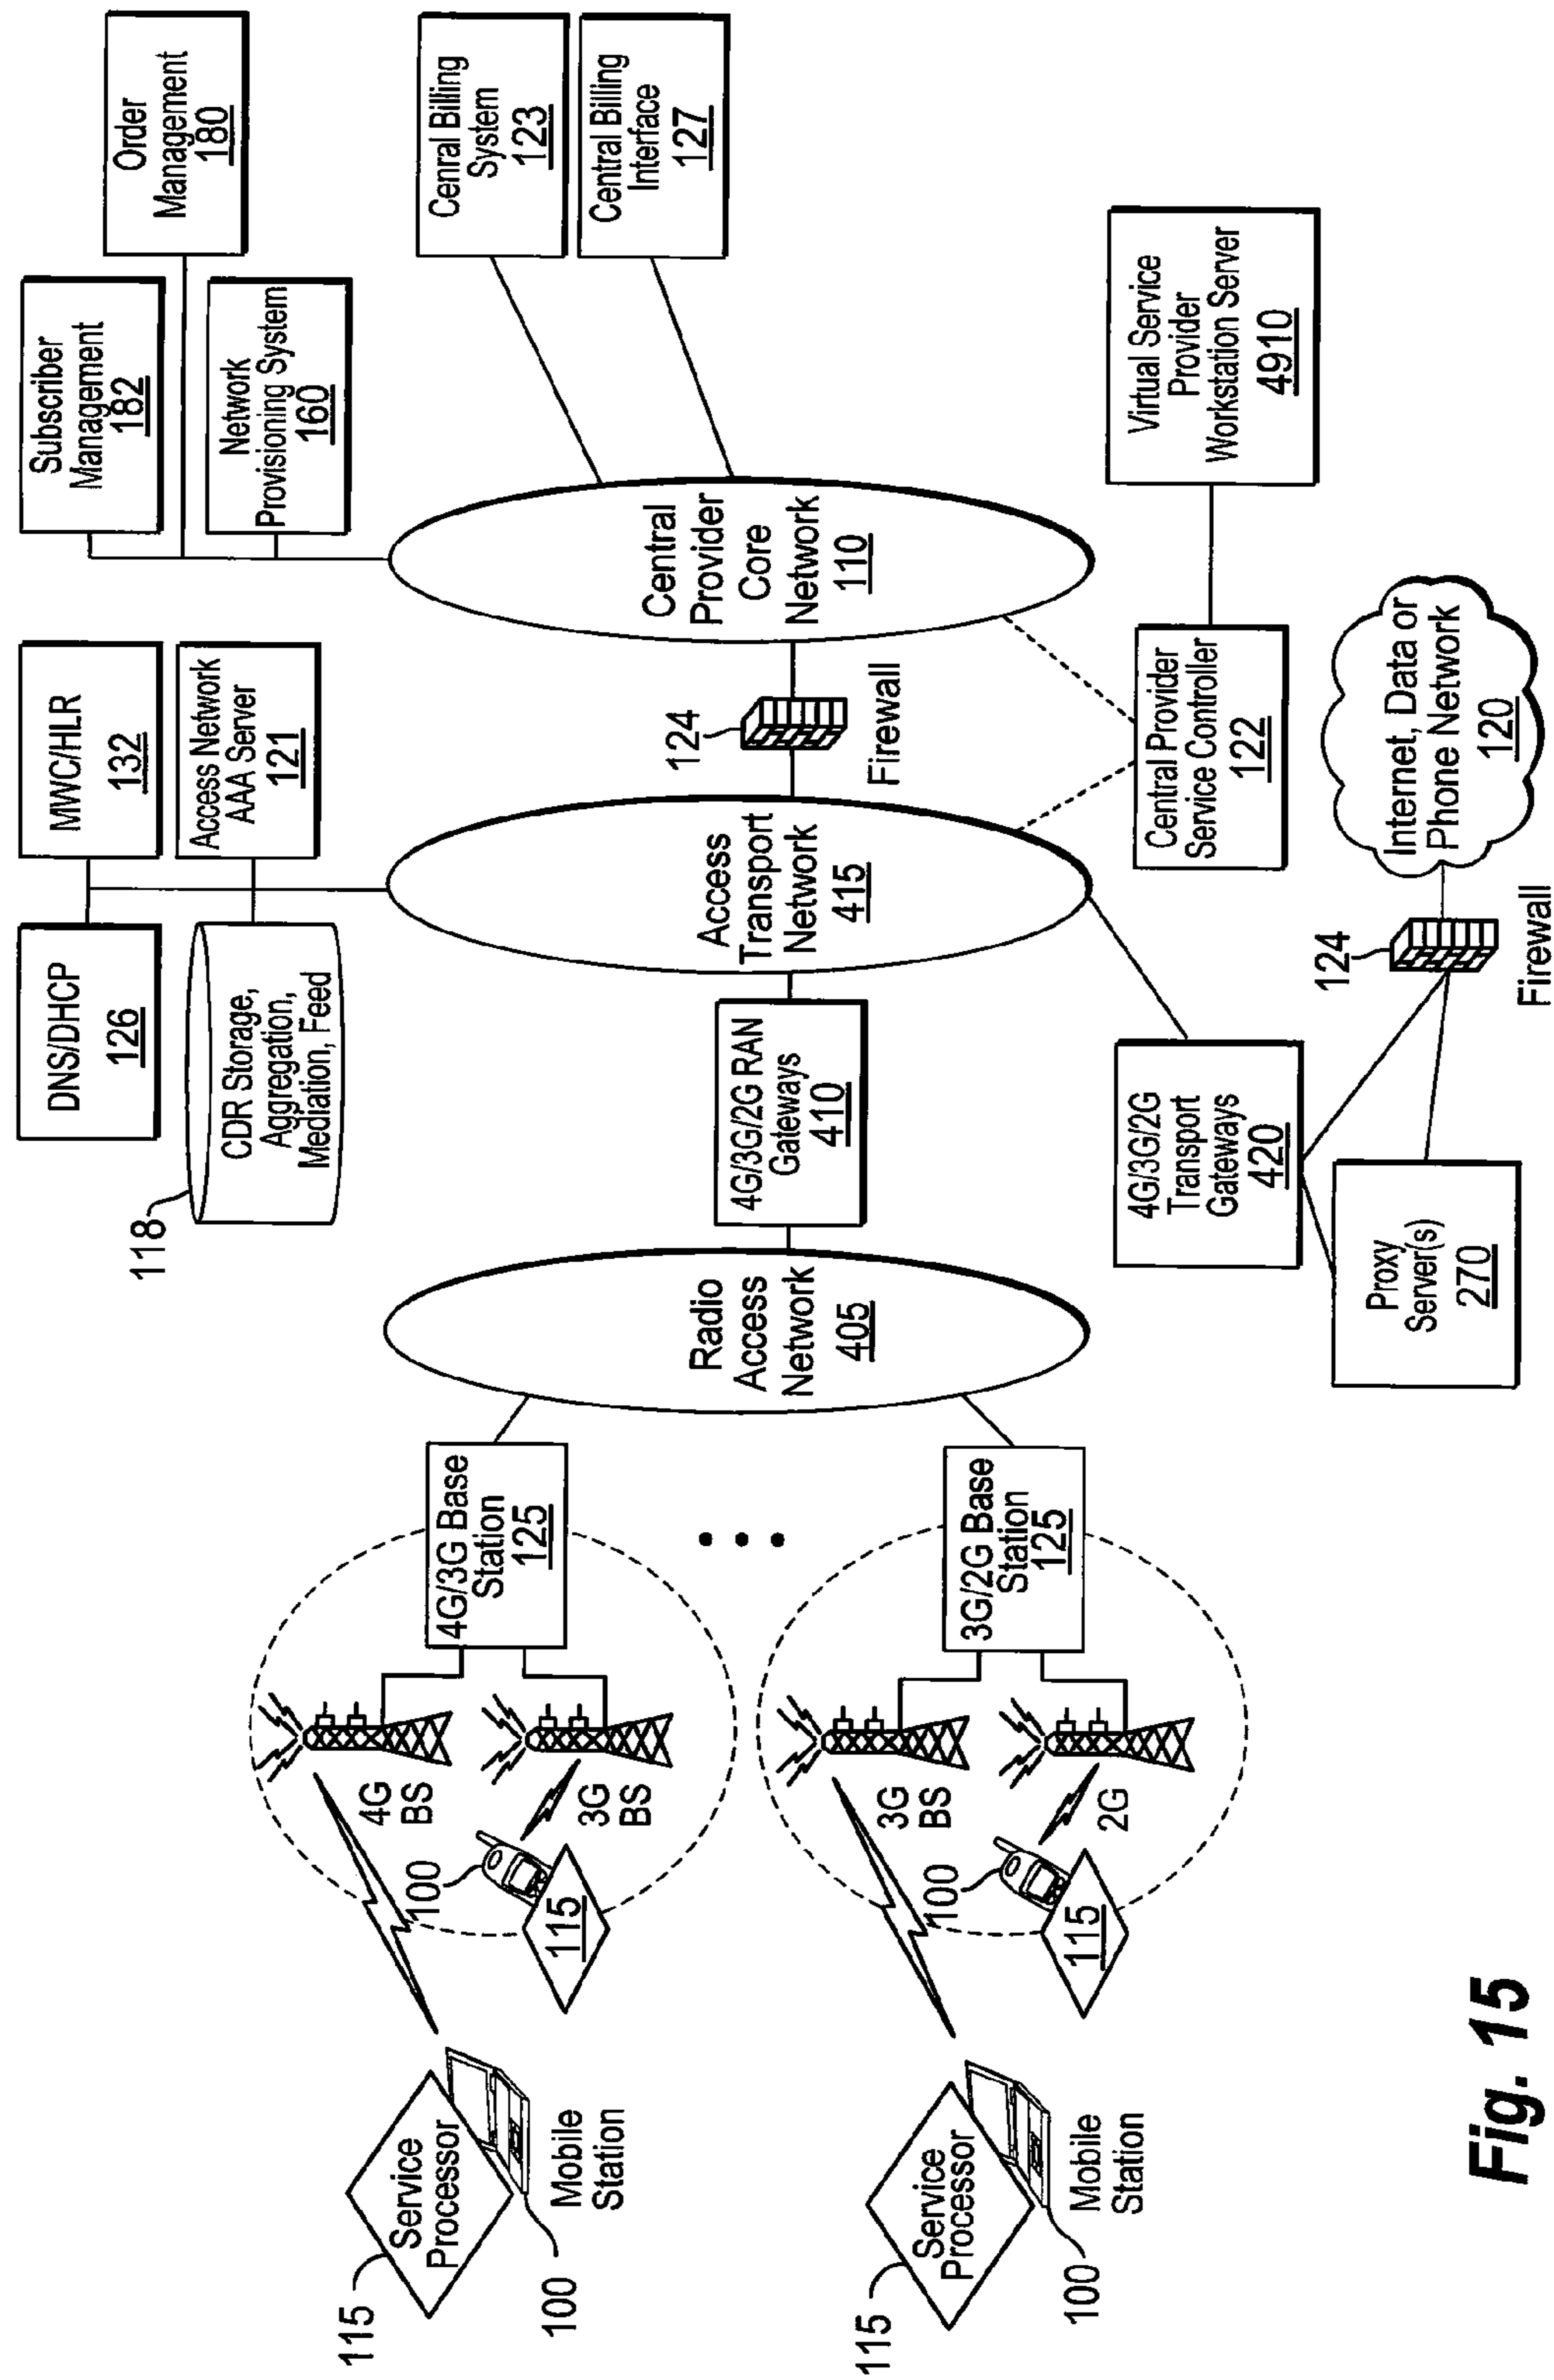 Subscriber
Management
182
Order
Management
180
Network
Provisioning System
160
MWC/HLR
132
Access Network
AAA Server
121
DNS/DHCP
126
CDR Storage,
Aggregation,
Mediation, Feed
118
Cenral Billing
System
123
Central Billing
Interface
127
Service
Processor
115
100
Mobile
Station
4G
BS
3G
BS
100
115
4G/3G Base
Station
125
Radio
Access
Network
405
4G/3G/2G RAN
Gateways
410
Access
Transport
Network
415
124
Firewall
Central
Provider
Core
Network
110
Service
Processor
115
100
Mobile
Station
3G
BS
2G
100
115
3G/2G Base
Station
125
4G/3G/2G
Transport
Gateways
420
Central Provider
Service Controller
122
Virtual Service
Provider
Workstation Server
4910
Proxy
Server(s)
270
124
Firewall
Internet, Data or
Phone Network
120
Fig. 15